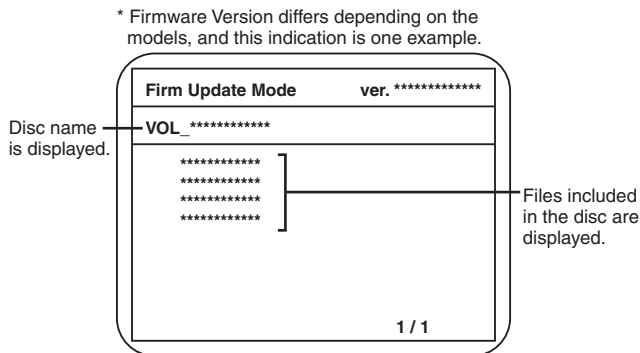 * Firmware Version differs depending on the
models, and this indication is one example.
Firm Update Mode ver. *************
Disc name
is displayed.
VOL_************
************
************
************
************
Files included
in the disc are
displayed.
1 / 1